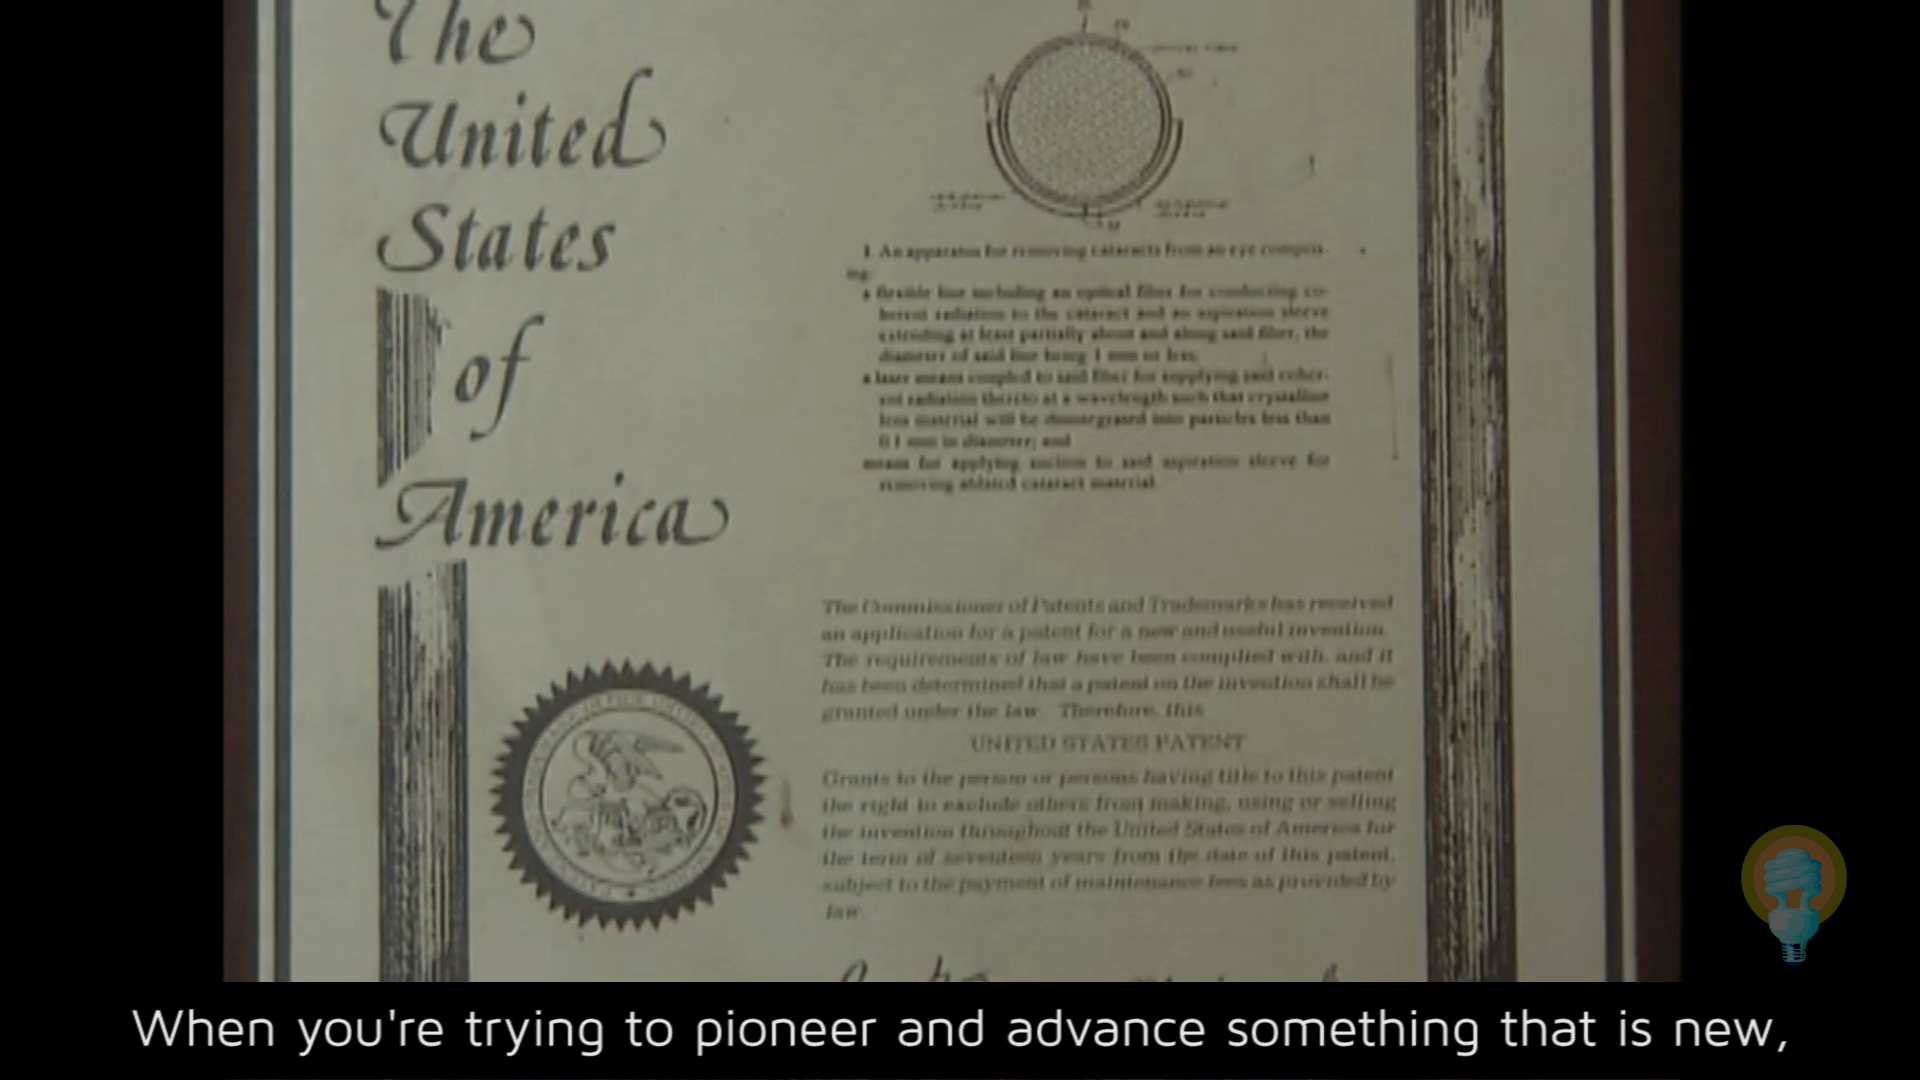 The
United
States
of
America
1. An apparatus for removing cataracts from an eye compris-
ing:
a flexible line including an optical fiber for conducting co-
herent radiation to the cataract and an aspiration sleeve
extending at least partially about and along said fiber, the
diameter of said line being 1 mm or less;
a laser means coupled to said fiber for supplying said coher-
ent radiation thereto at a wavelength such that crystalline
lens material will be disintegrated into particles less than
0.1 mm in diameter; and
means for applying suction to said aspiration sleeve for
removing ablated cataract material.
The Commissioner of Patents and Trademarks has received
an application for a patent for a new and useful invention.
The requirements of law have been complied with, and it
has been determined that a patent on the invention shall be
granted under the law. Therefore, this
UNITED STATES PATENT
Grants to the person or persons having title to this patent
the right to exclude others from making, using or selling
the invention throughout the United States of America for
the term of seventeen years from the date of this patent,
subject to the payment of maintenance fees as provided by
law.
When you're trying to pioneer and advance something that is new,